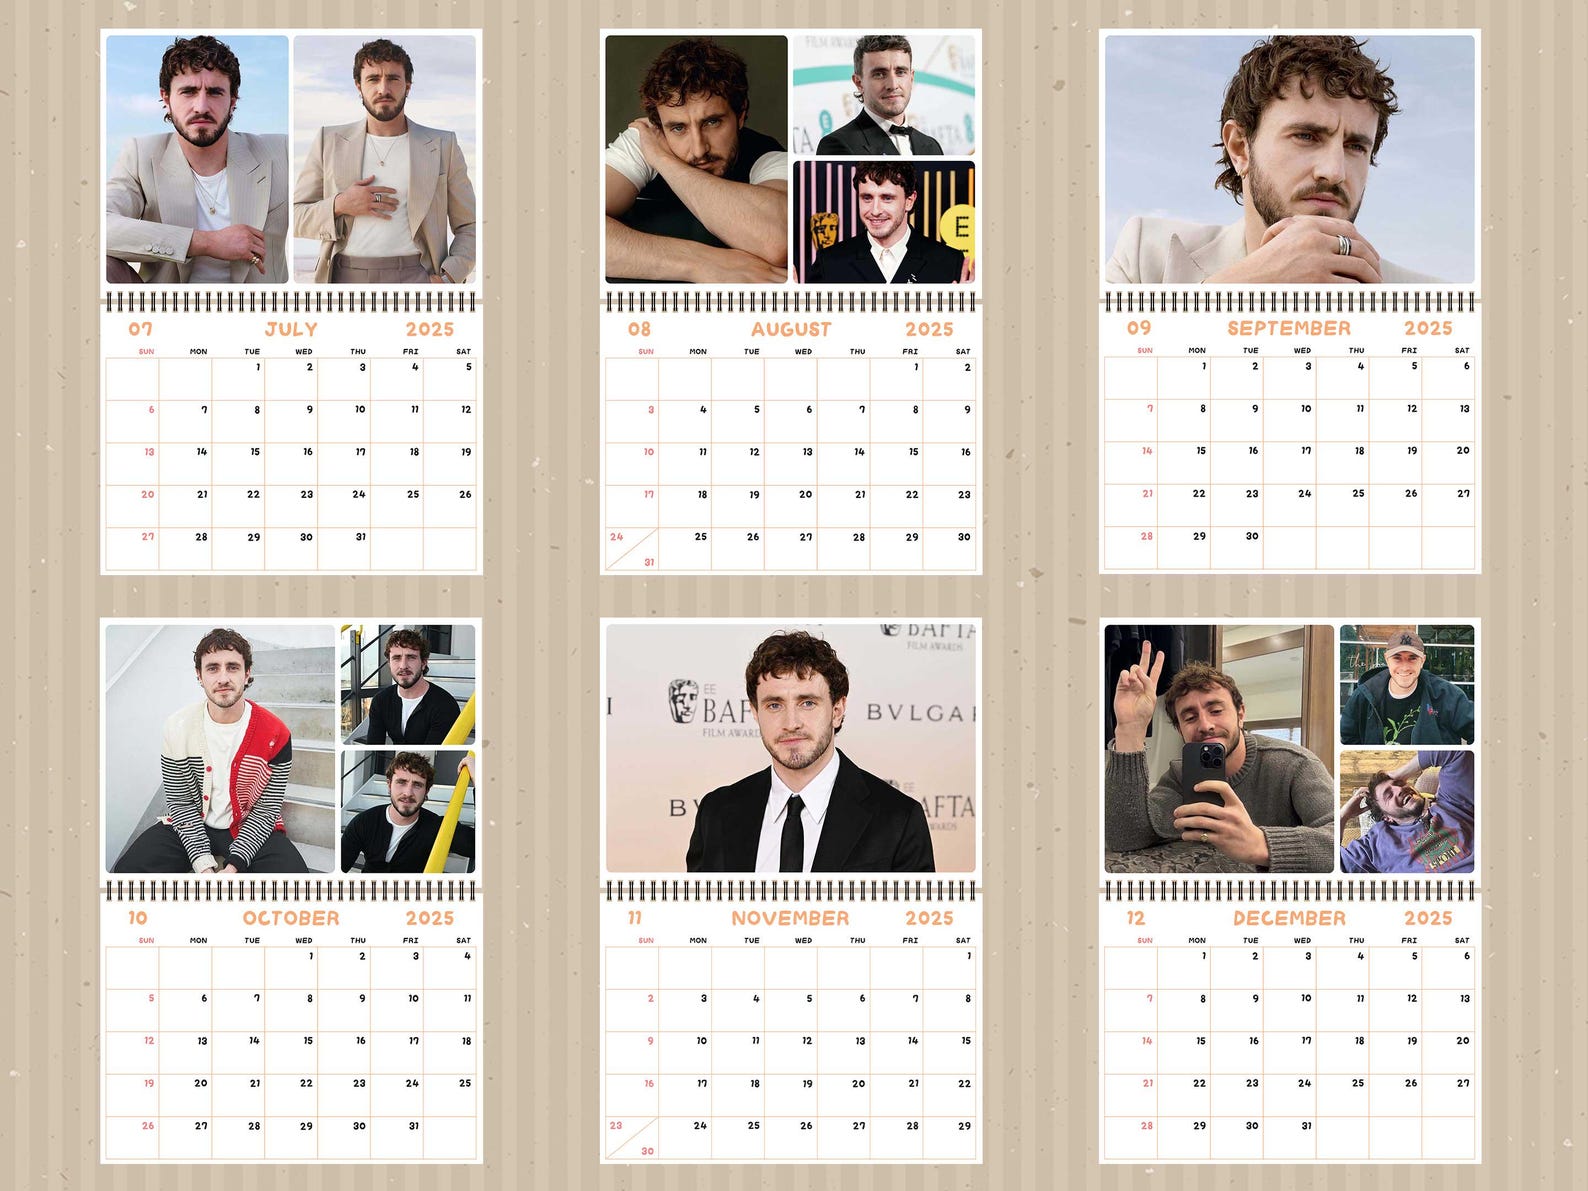 07 JULY 2025
SUN MON TUE WED THU FRI SAT
1 2 3 4 5
6 7 8 9 10 11 12
13 14 15 16 17 18 19
20 21 22 23 24 25 26
27 28 29 30 31
FILM AWARDS
BAFTA
E
08 AUGUST 2025
SUN MON TUE WED THU FRI SAT
1 2
3 4 5 6 7 8 9
10 11 12 13 14 15 16
17 18 19 20 21 22 23
24 25 26 27 28 29 30
31
09 SEPTEMBER 2025
SUN MON TUE WED THU FRI SAT
1 2 3 4 5 6
7 8 9 10 11 12 13
14 15 16 17 18 19 20
21 22 23 24 25 26 27
28 29 30
10 OCTOBER 2025
SUN MON TUE WED THU FRI SAT
1 2 3 4
5 6 7 8 9 10 11
12 13 14 15 16 17 18
19 20 21 22 23 24 25
26 27 28 29 30 31
BAFTA
FILM AWARDS
EE
BAF
FILM AWARD
BVLGA
EE
AFTA
WARDS
11 NOVEMBER 2025
SUN MON TUE WED THU FRI SAT
1
2 3 4 5 6 7 8
9 10 11 12 13 14 15
16 17 18 19 20 21 22
23 24 25 26 27 28 29
30
the
12 DECEMBER 2025
SUN MON TUE WED THU FRI SAT
1 2 3 4 5 6
7 8 9 10 11 12 13
14 15 16 17 18 19 20
21 22 23 24 25 26 27
28 29 30 31